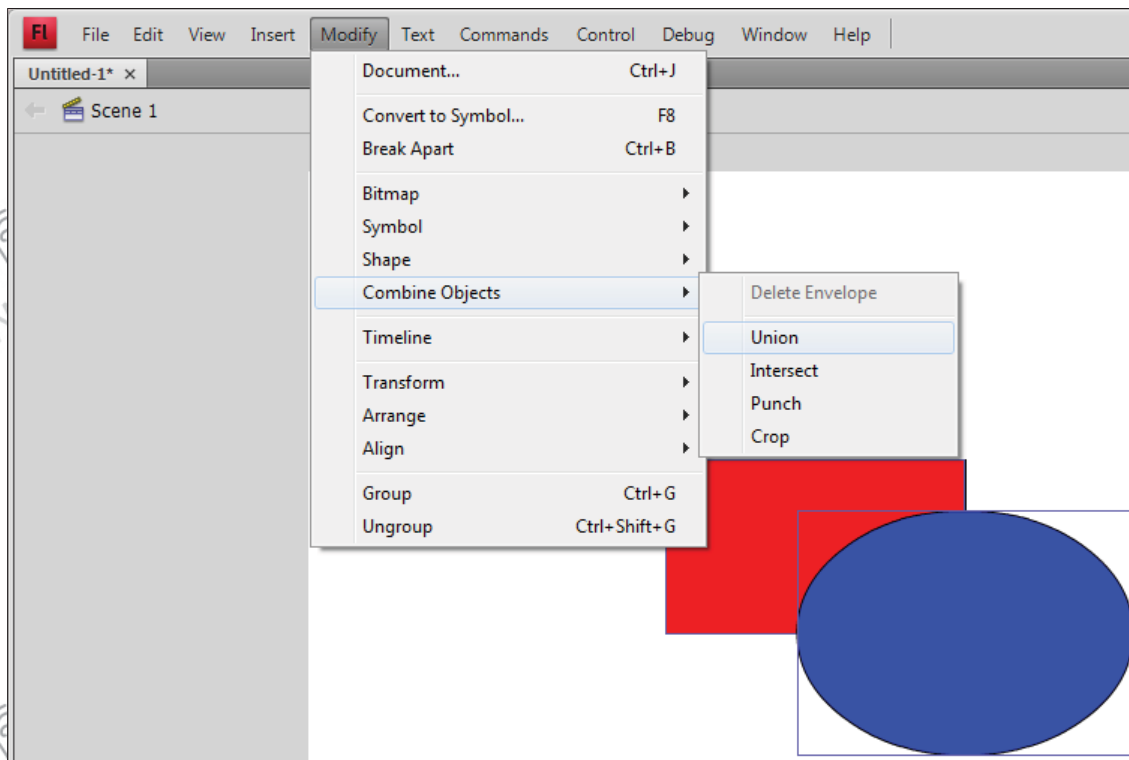 Fl File Edit View Insert Modify Text Commands Control Debug Window Help
Untitled-1* ×
Scene 1
Document... Ctrl+J
Convert to Symbol... F8
Break Apart Ctrl+B
Bitmap
Symbol
Shape
Combine Objects
Timeline
Transform
Arrange
Align
Group Ctrl+G
Ungroup Ctrl+Shift+G
Delete Envelope
Union
Intersect
Punch
Crop